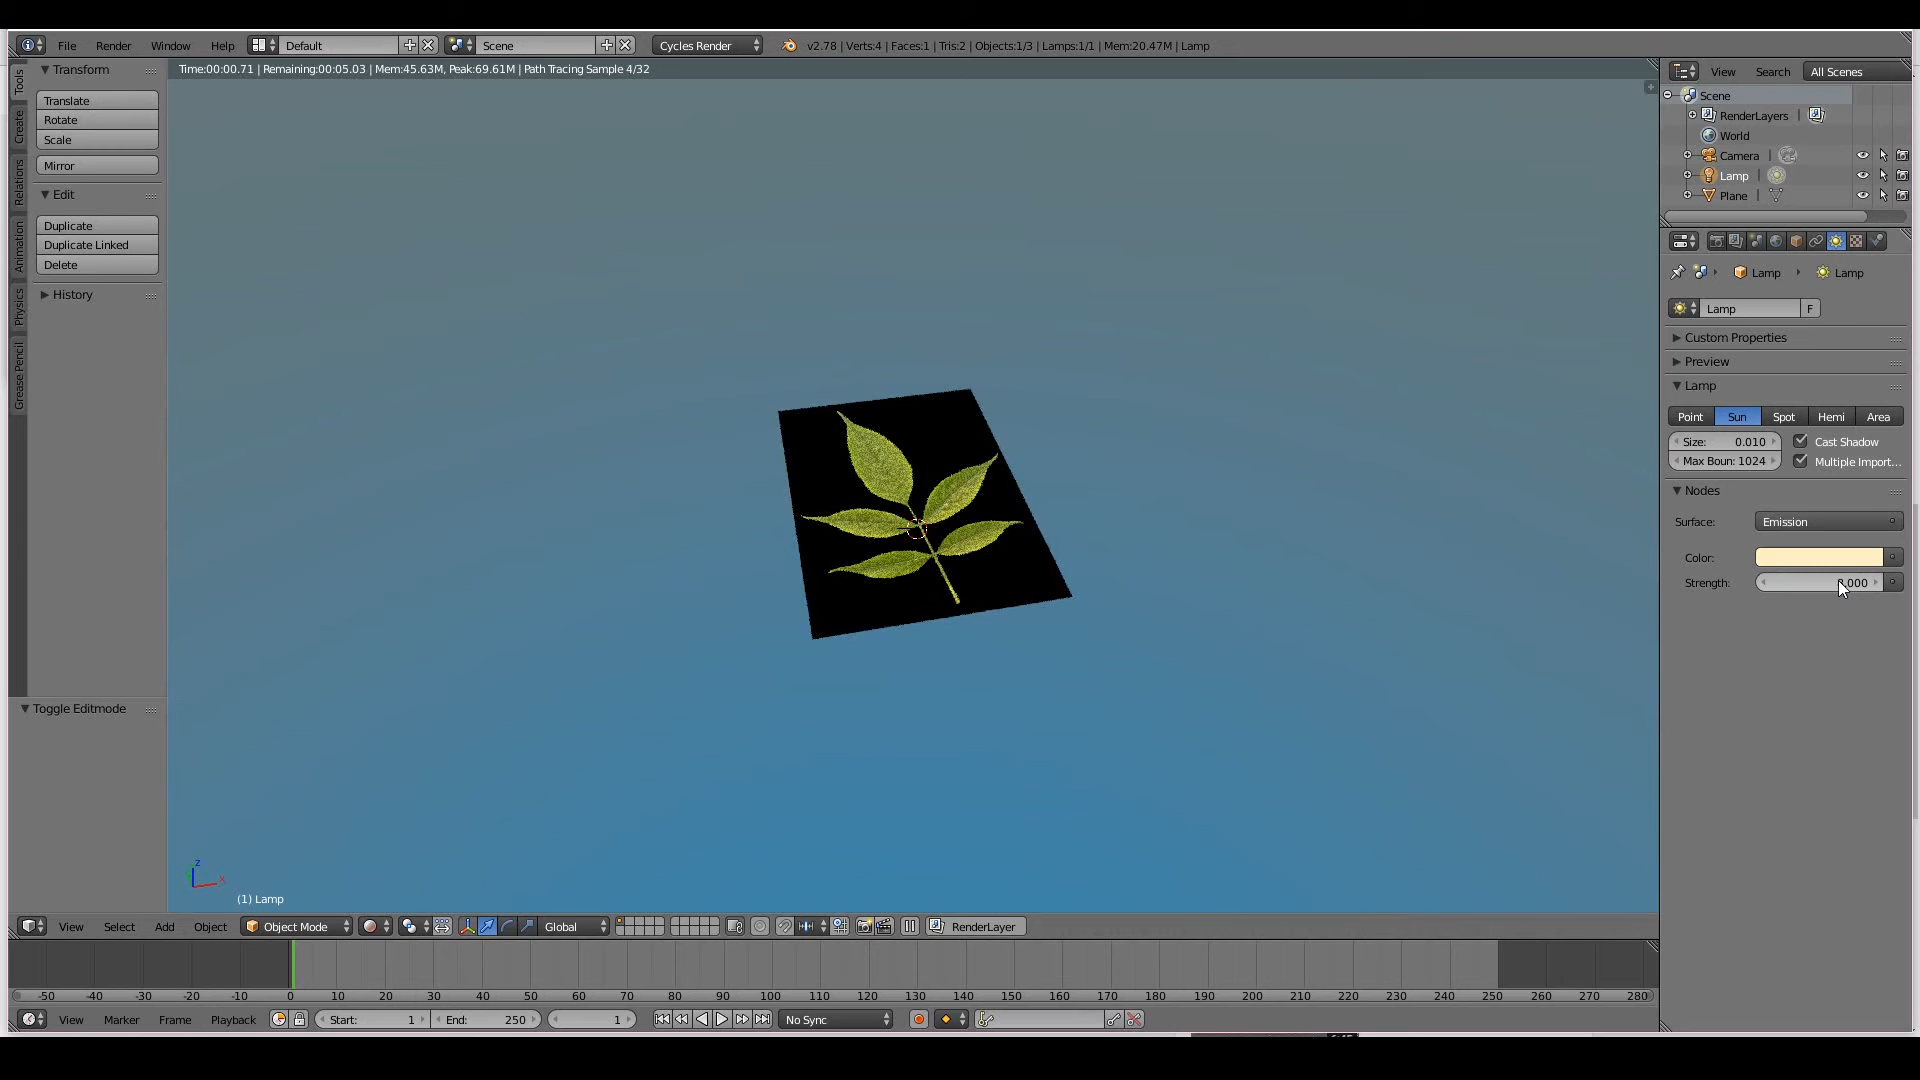 File Render Window Help Default Scene Cycles Render v2.78 | Verts:4 | Faces:1 | Tris:2 | Objects:1/3 | Lamps:1/1 | Mem:20.47M | Lamp
Time:00:00.71 | Remaining:00:05.03 | Mem:45.63M, Peak:69.61M | Path Tracing Sample 4/32
Tools
Create
Relations
Animation
Physics
Grease Pencil
Transform
Translate
Rotate
Scale
Mirror
Edit
Duplicate
Duplicate Linked
Delete
History
Toggle Editmode
z
x
(1) Lamp
View Search All Scenes
Scene
RenderLayers
World
Camera
Lamp
Plane
Lamp Lamp
Lamp F
Custom Properties
Preview
Lamp
Point Sun Spot Hemi Area
Size: 0.010 Cast Shadow
Max Boun: 1024 Multiple Import...
Nodes
Surface: Emission
Color:
Strength:
View Select Add Object Object Mode Global RenderLayer
-50 -40 -30 -20 -10 0 10 20 30 40 50 60 70 80 90 100 110 120 130 140 150 160 170 180 190 200 210 220 230 240 250 260 270 280
View Marker Frame Playback Start: 1 End: 250 1 No Sync